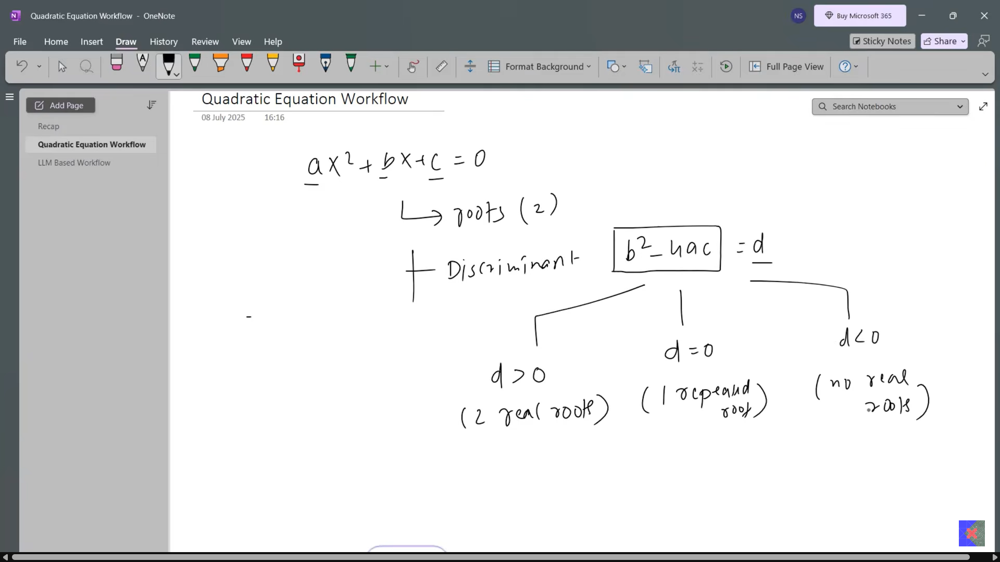 Quadratic Equation Workflow - OneNote
NS
Buy Microsoft 365
File Home Insert Draw History Review View Help
Sticky Notes
Share
Format Background
Full Page View
Add Page
Recap
Quadratic Equation Workflow
LLM Based Workflow
Quadratic Equation Workflow
08 July 2025 16:16
Search Notebooks
ax² + bx + c = 0
↳ roots (2)
Discriminant b² - 4ac = d
d > 0
(2 real roots)
d = 0
(1 repeated
root)
d < 0
(no real
roots)